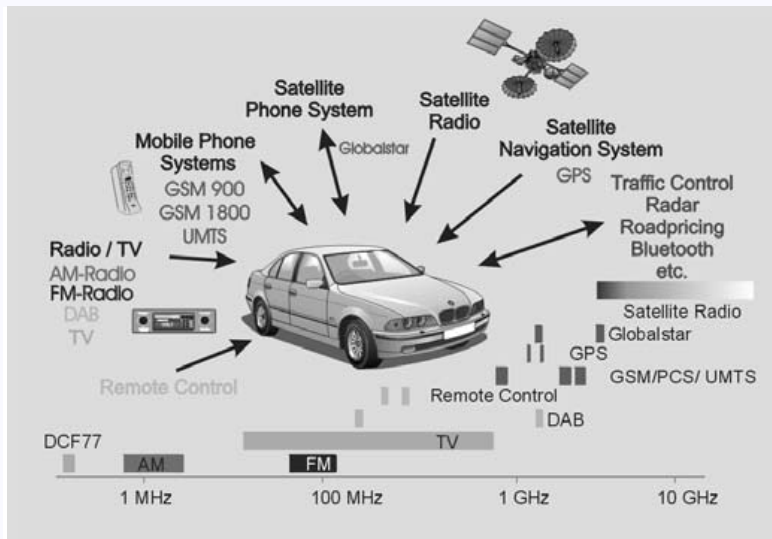 Satellite
Phone System
Satellite
Radio
Globalstar
Mobile Phone
Systems
GSM 900
GSM 1800
UMTS
Satellite
Navigation System
GPS
Traffic Control
Radar
Roadpricing
Bluetooth
etc.
Radio / TV
AM-Radio
FM-Radio
DAB
TV
Remote Control
Satellite Radio
Globalstar
GPS
GSM/PCS/ UMTS
Remote Control
DAB
DCF77
TV
AM
FM
1 MHz
100 MHz
1 GHz
10 GHz